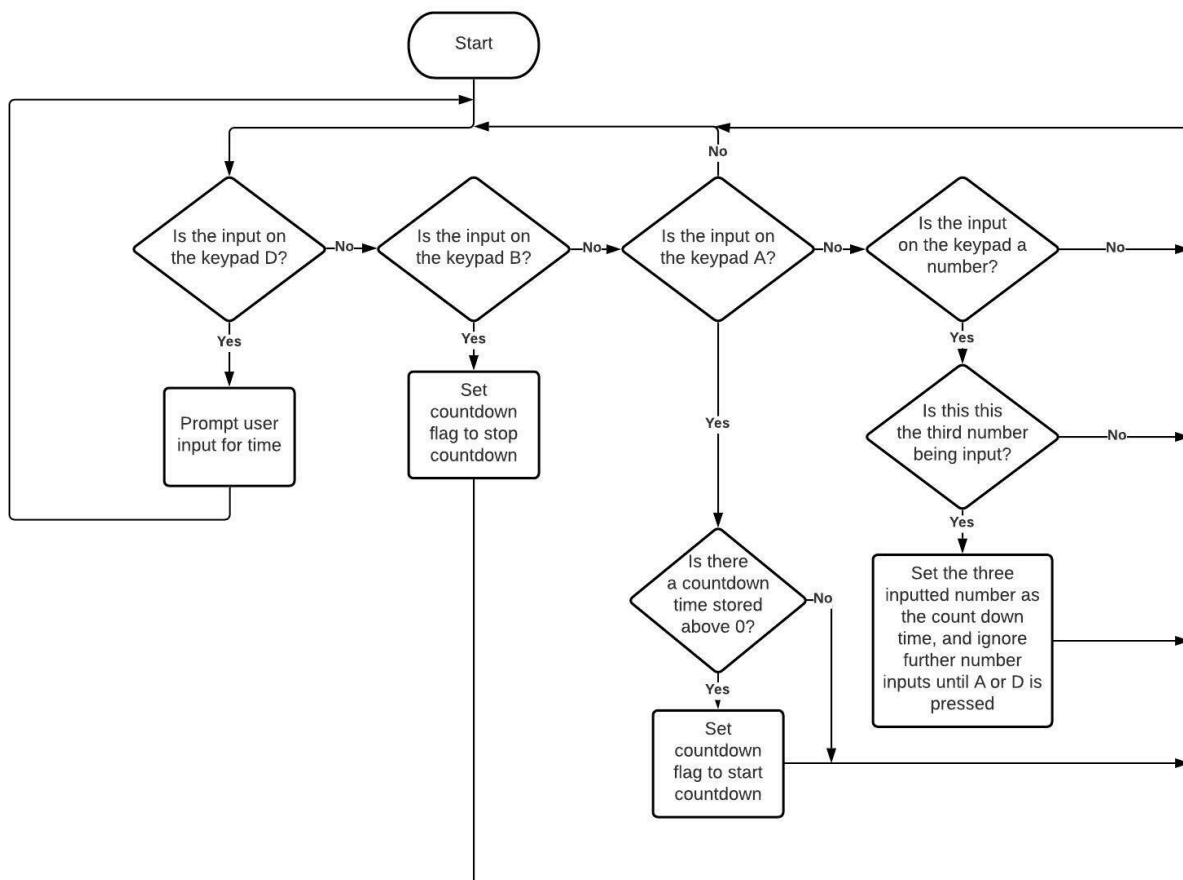 Start
No
Is the input on
the keypad D?
No
Is the input on
the keypad B?
No
Is the input on
the keypad A?
No
Is the input
on the keypad a
number?
No
Yes
Yes
Yes
Prompt user
input for time
Set
countdown
flag to stop
countdown
Yes
Is this this
the third number
being input?
No
Yes
Is there
a countdown
time stored
above 0?
No
Set the three
inputted number as
the count down
time, and ignore
further number
inputs until A or D is
pressed
Yes
Set
countdown
flag to start
countdown